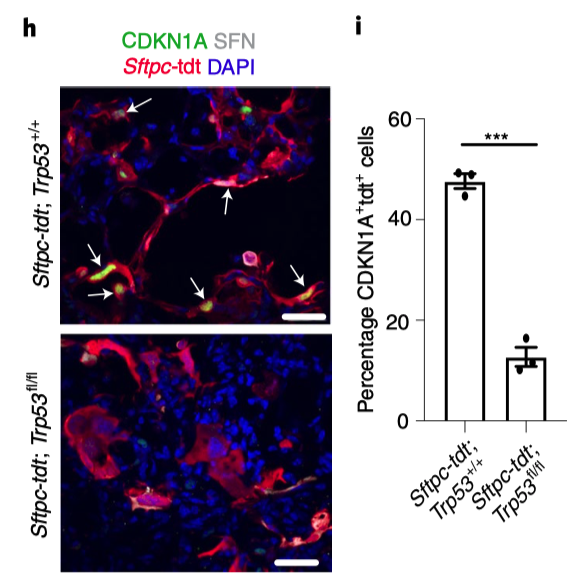 h
CDKN1A SFN
Sftpc-tdt DAPI
Sftpc-tdt; Trp53+/+
Sftpc-tdt; Trp53fl/fl
i
***
Percentage CDKN1A+tdt+ cells
60
40
20
0
Sftpc-tdt;
Trp53+/+
Sftpc-tdt;
Trp53fl/fl